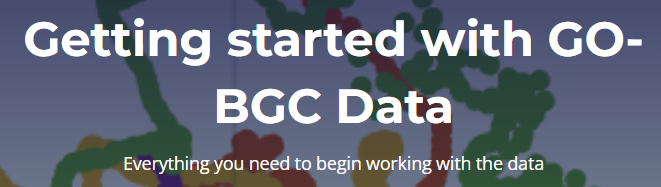 Getting started with GO-
BGC Data
Everything you need to begin working with the data